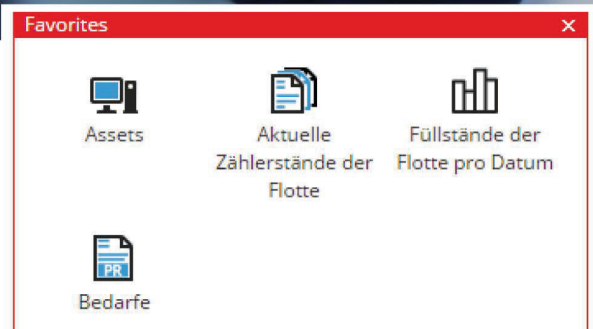 Favorites ×
Assets
Aktuelle
Zählerstände der
Flotte
Füllstände der
Flotte pro Datum
PR
Bedarfe